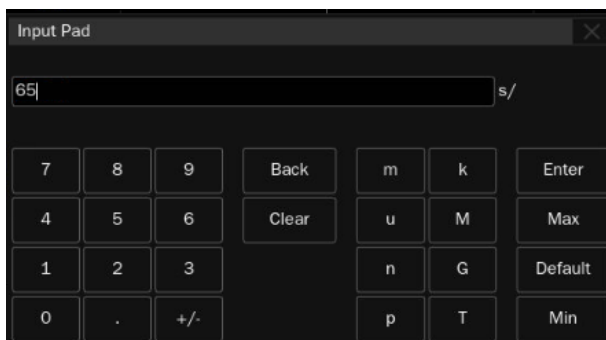 Input Pad
65 s/
7 8 9 Back m k Enter
4 5 6 Clear u M Max
1 2 3 n G Default
0 . +/- p T Min